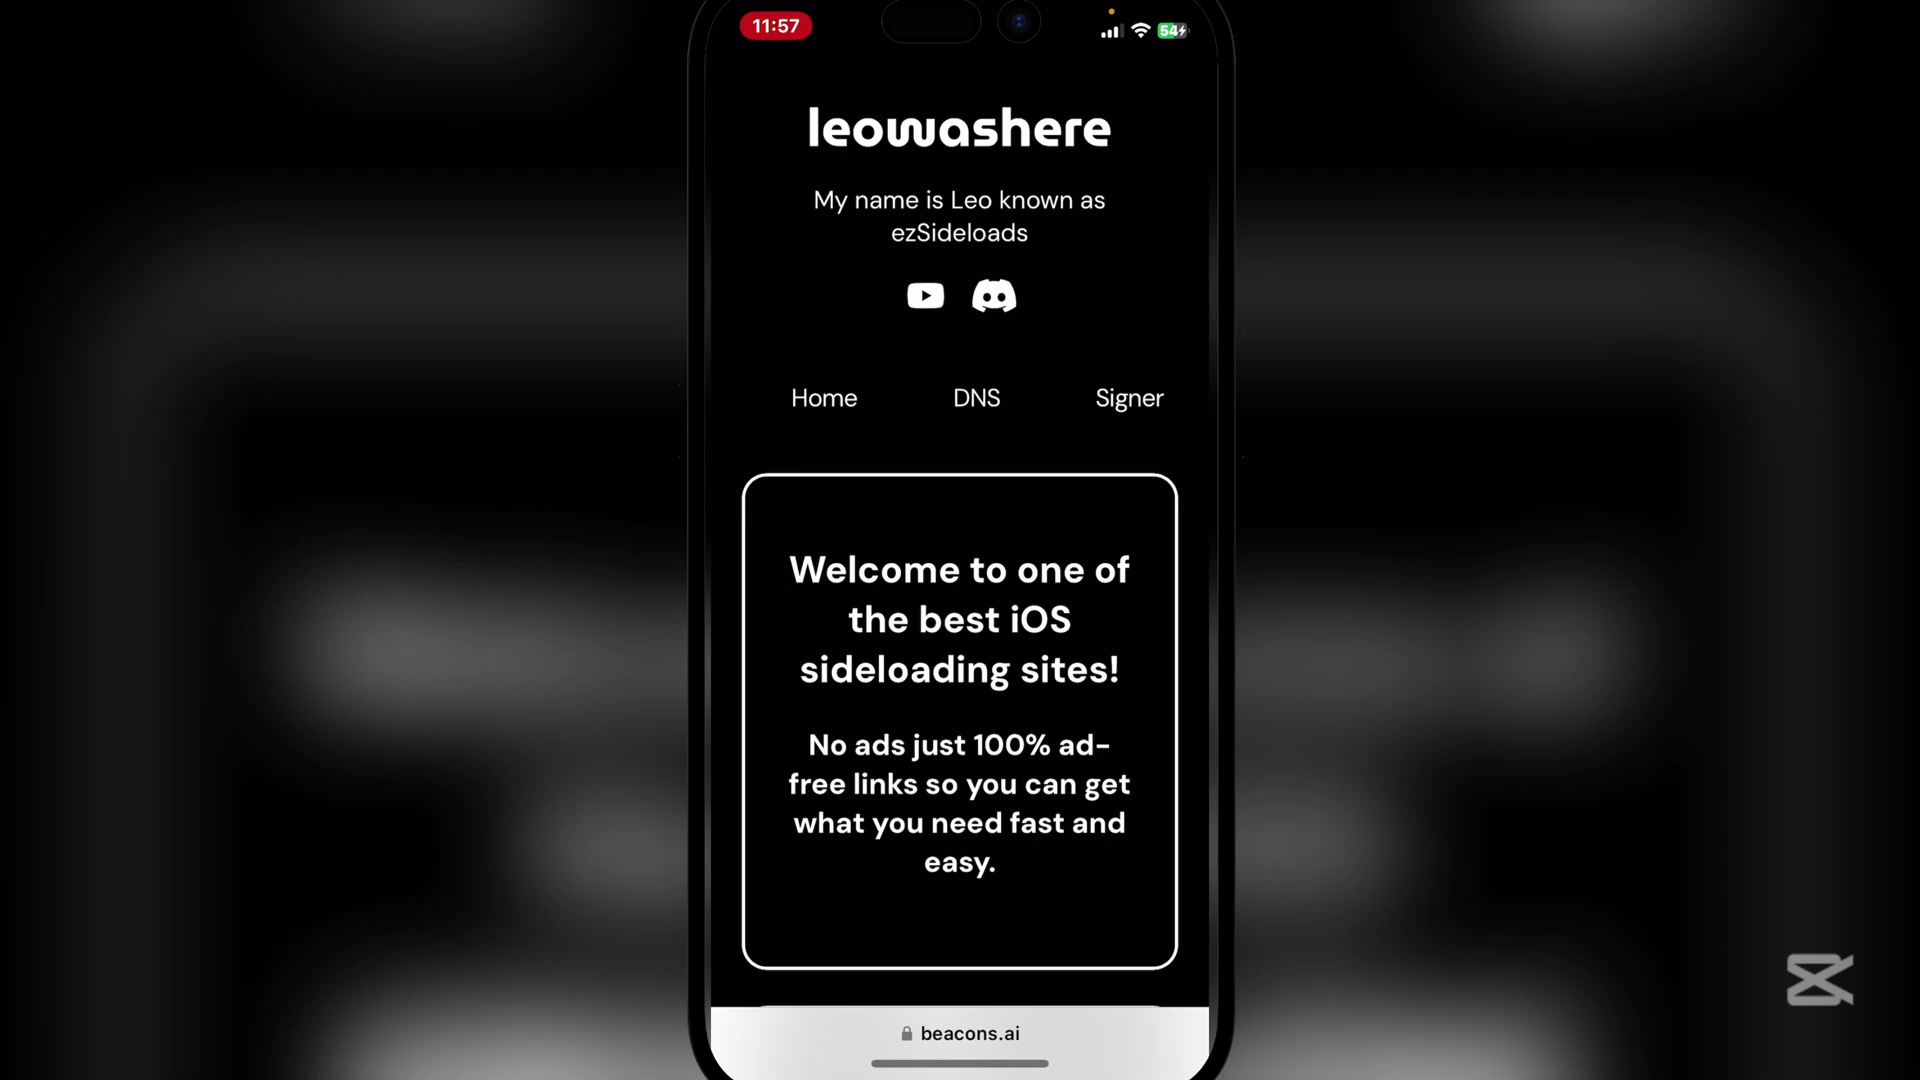 11:57
54
leowashere
My name is Leo known as
ezSideloads
Home DNS Signer
Welcome to one of
the best iOS
sideloading sites!
No ads just 100% ad-
free links so you can get
what you need fast and
easy.
beacons.ai